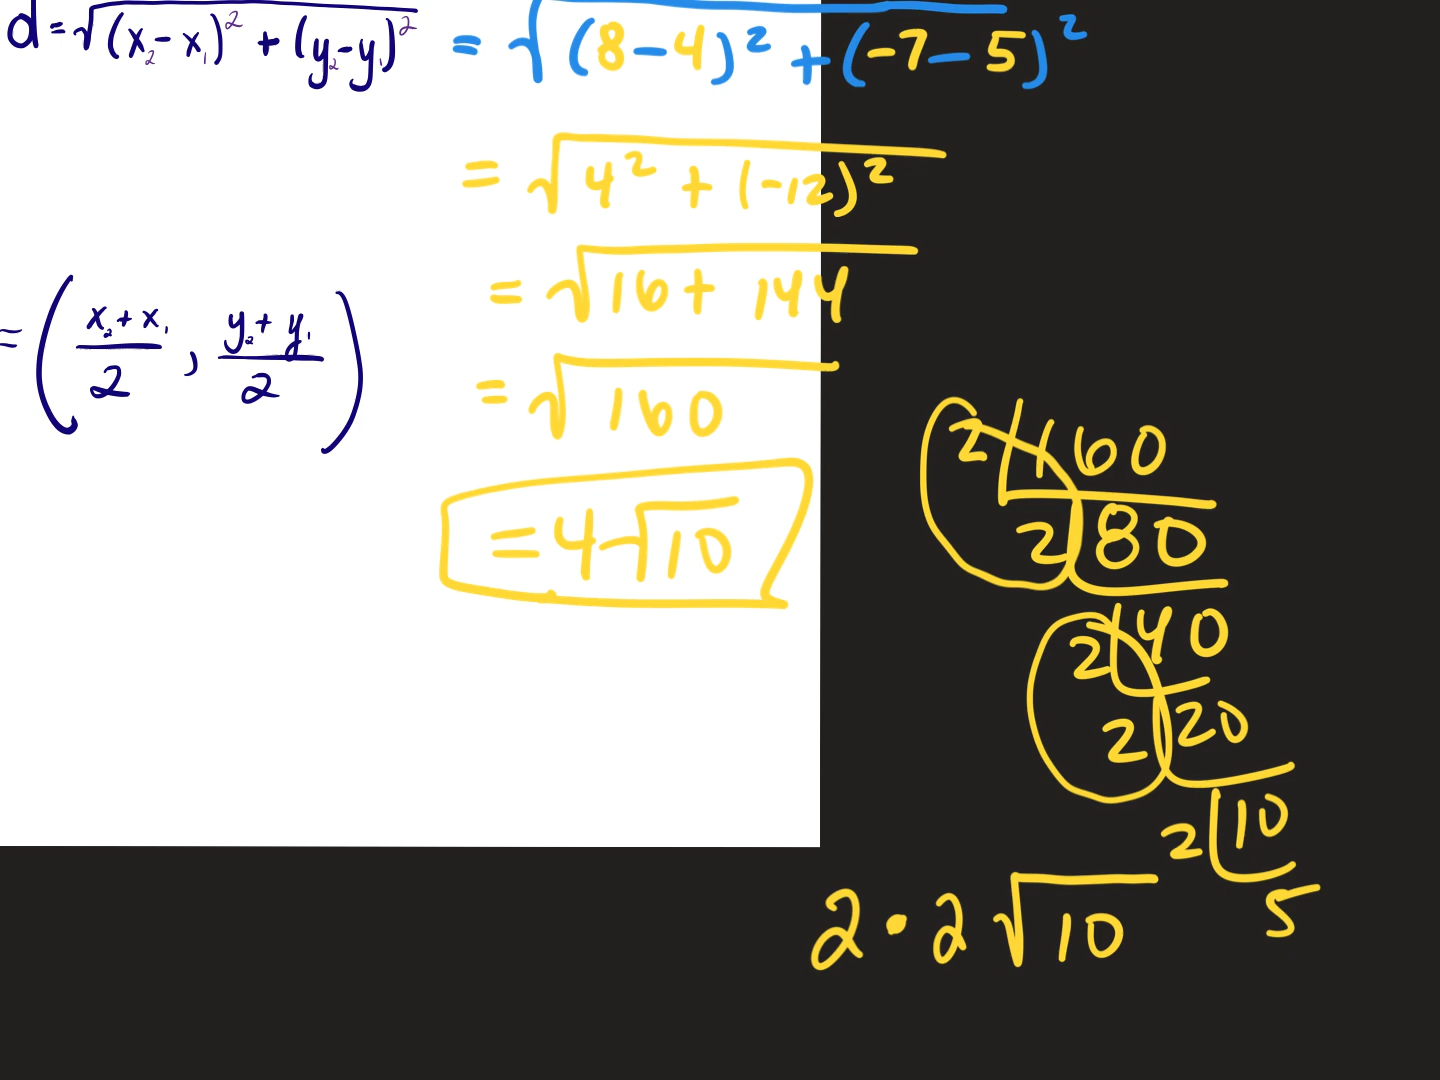 d = √(x₂ - x₁)² + (y₂ - y₁)² = √(8 - 4)² + (-7 - 5)²
= √4² + (-12)²
= √16 + 144
= (x₂ + x₁ / 2 , y₂ + y₁ / 2)
= √160
= 4√10
2 160
2 80
2 40
2 20
2 10
5
2 · 2 √10